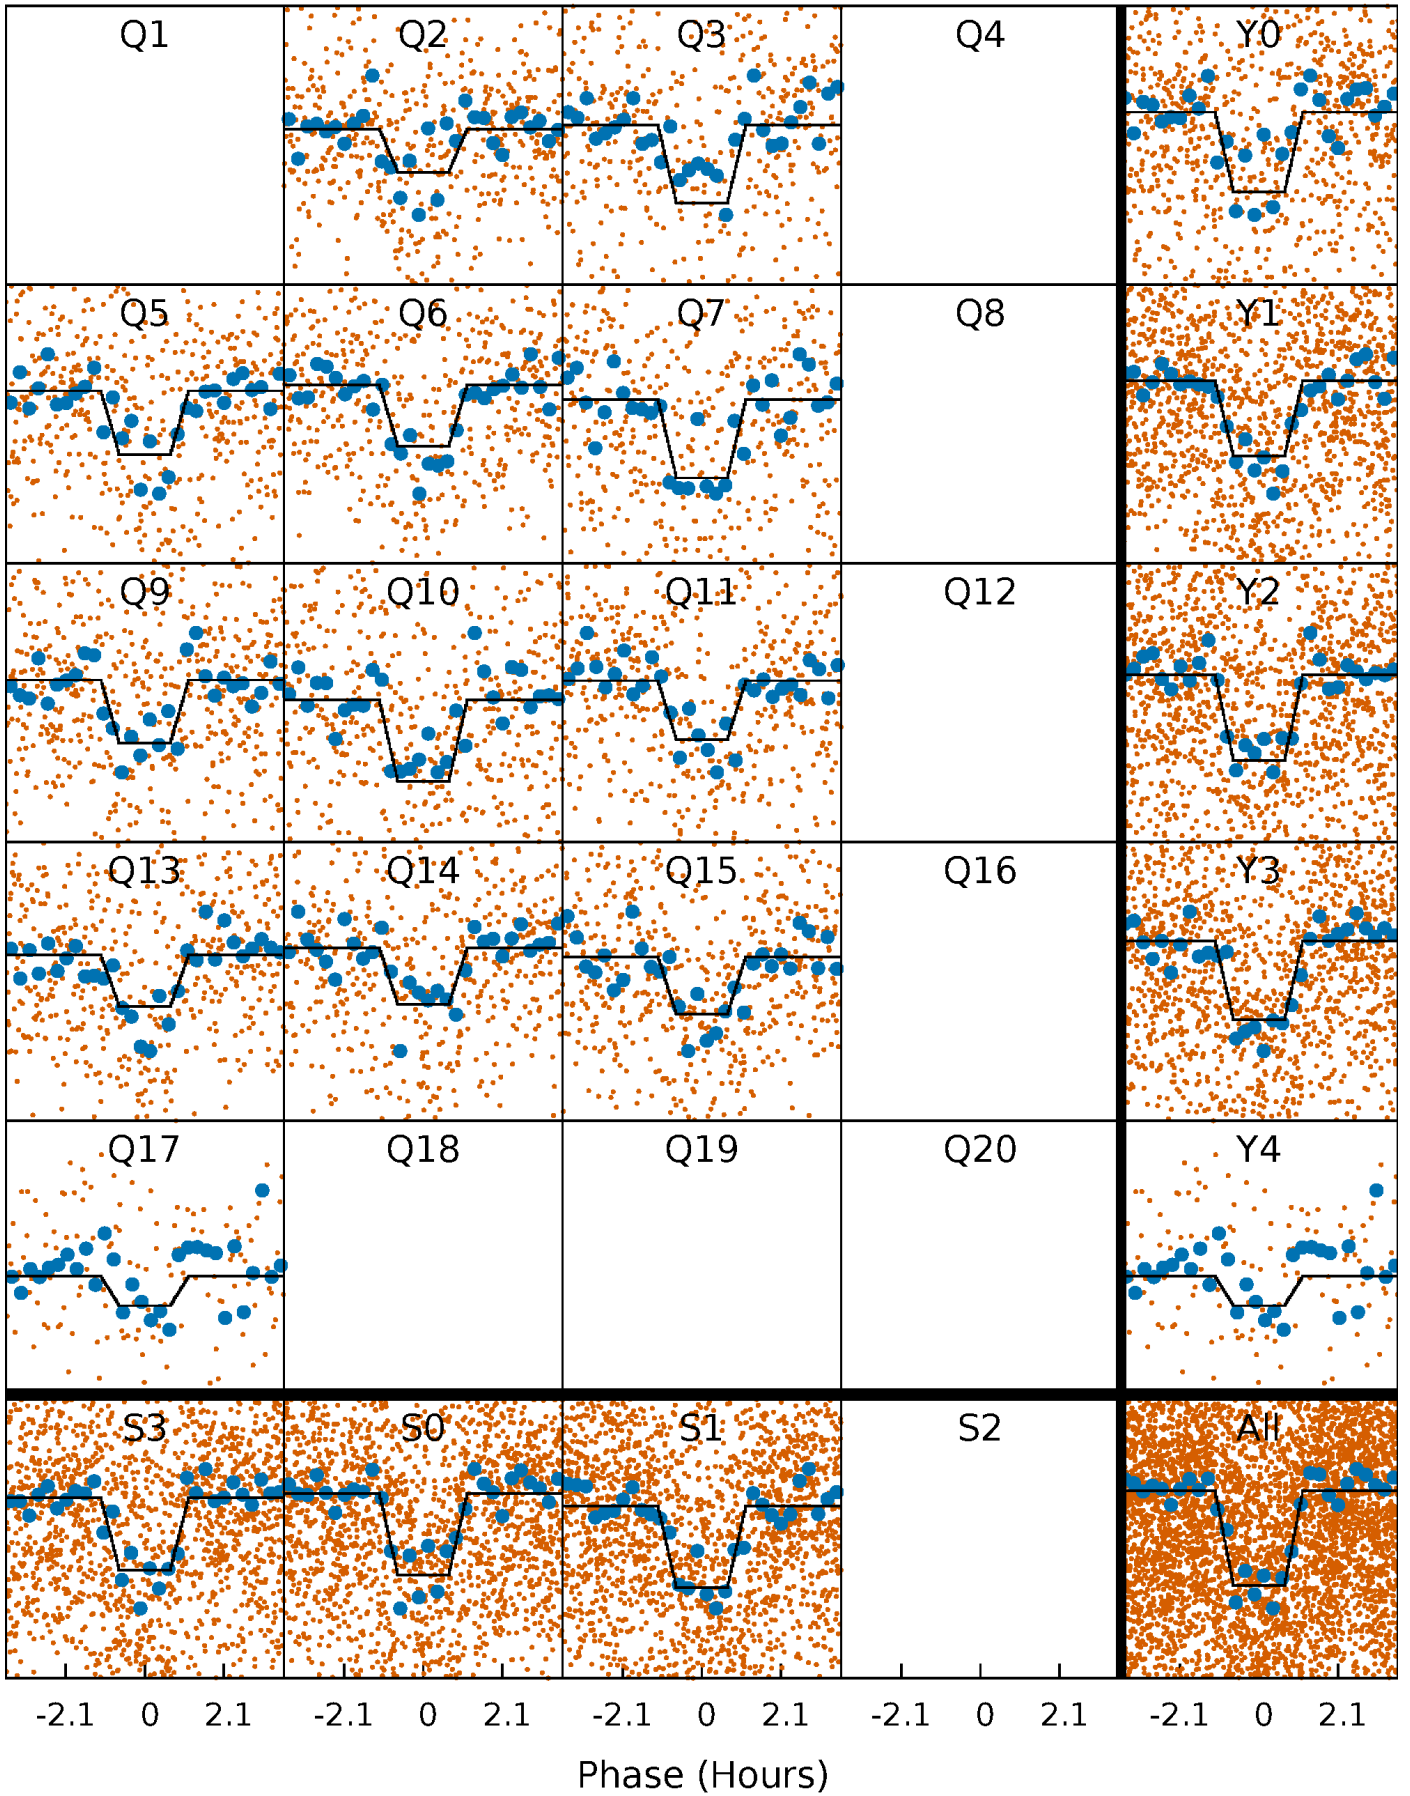 Q1 Q2 Q3 Q4 Y0
Q5 Q6 Q7 Q8 Y1
Q9 Q10 Q11 Q12 Y2
Q13 Q14 Q15 Q16 Y3
Q17 Q18 Q19 Q20 Y4
S3 S0 S1 S2 All
-2.1 0 2.1 -2.1 0 2.1 -2.1 0 2.1 -2.1 0 2.1 -2.1 0 2.1
Phase (Hours)